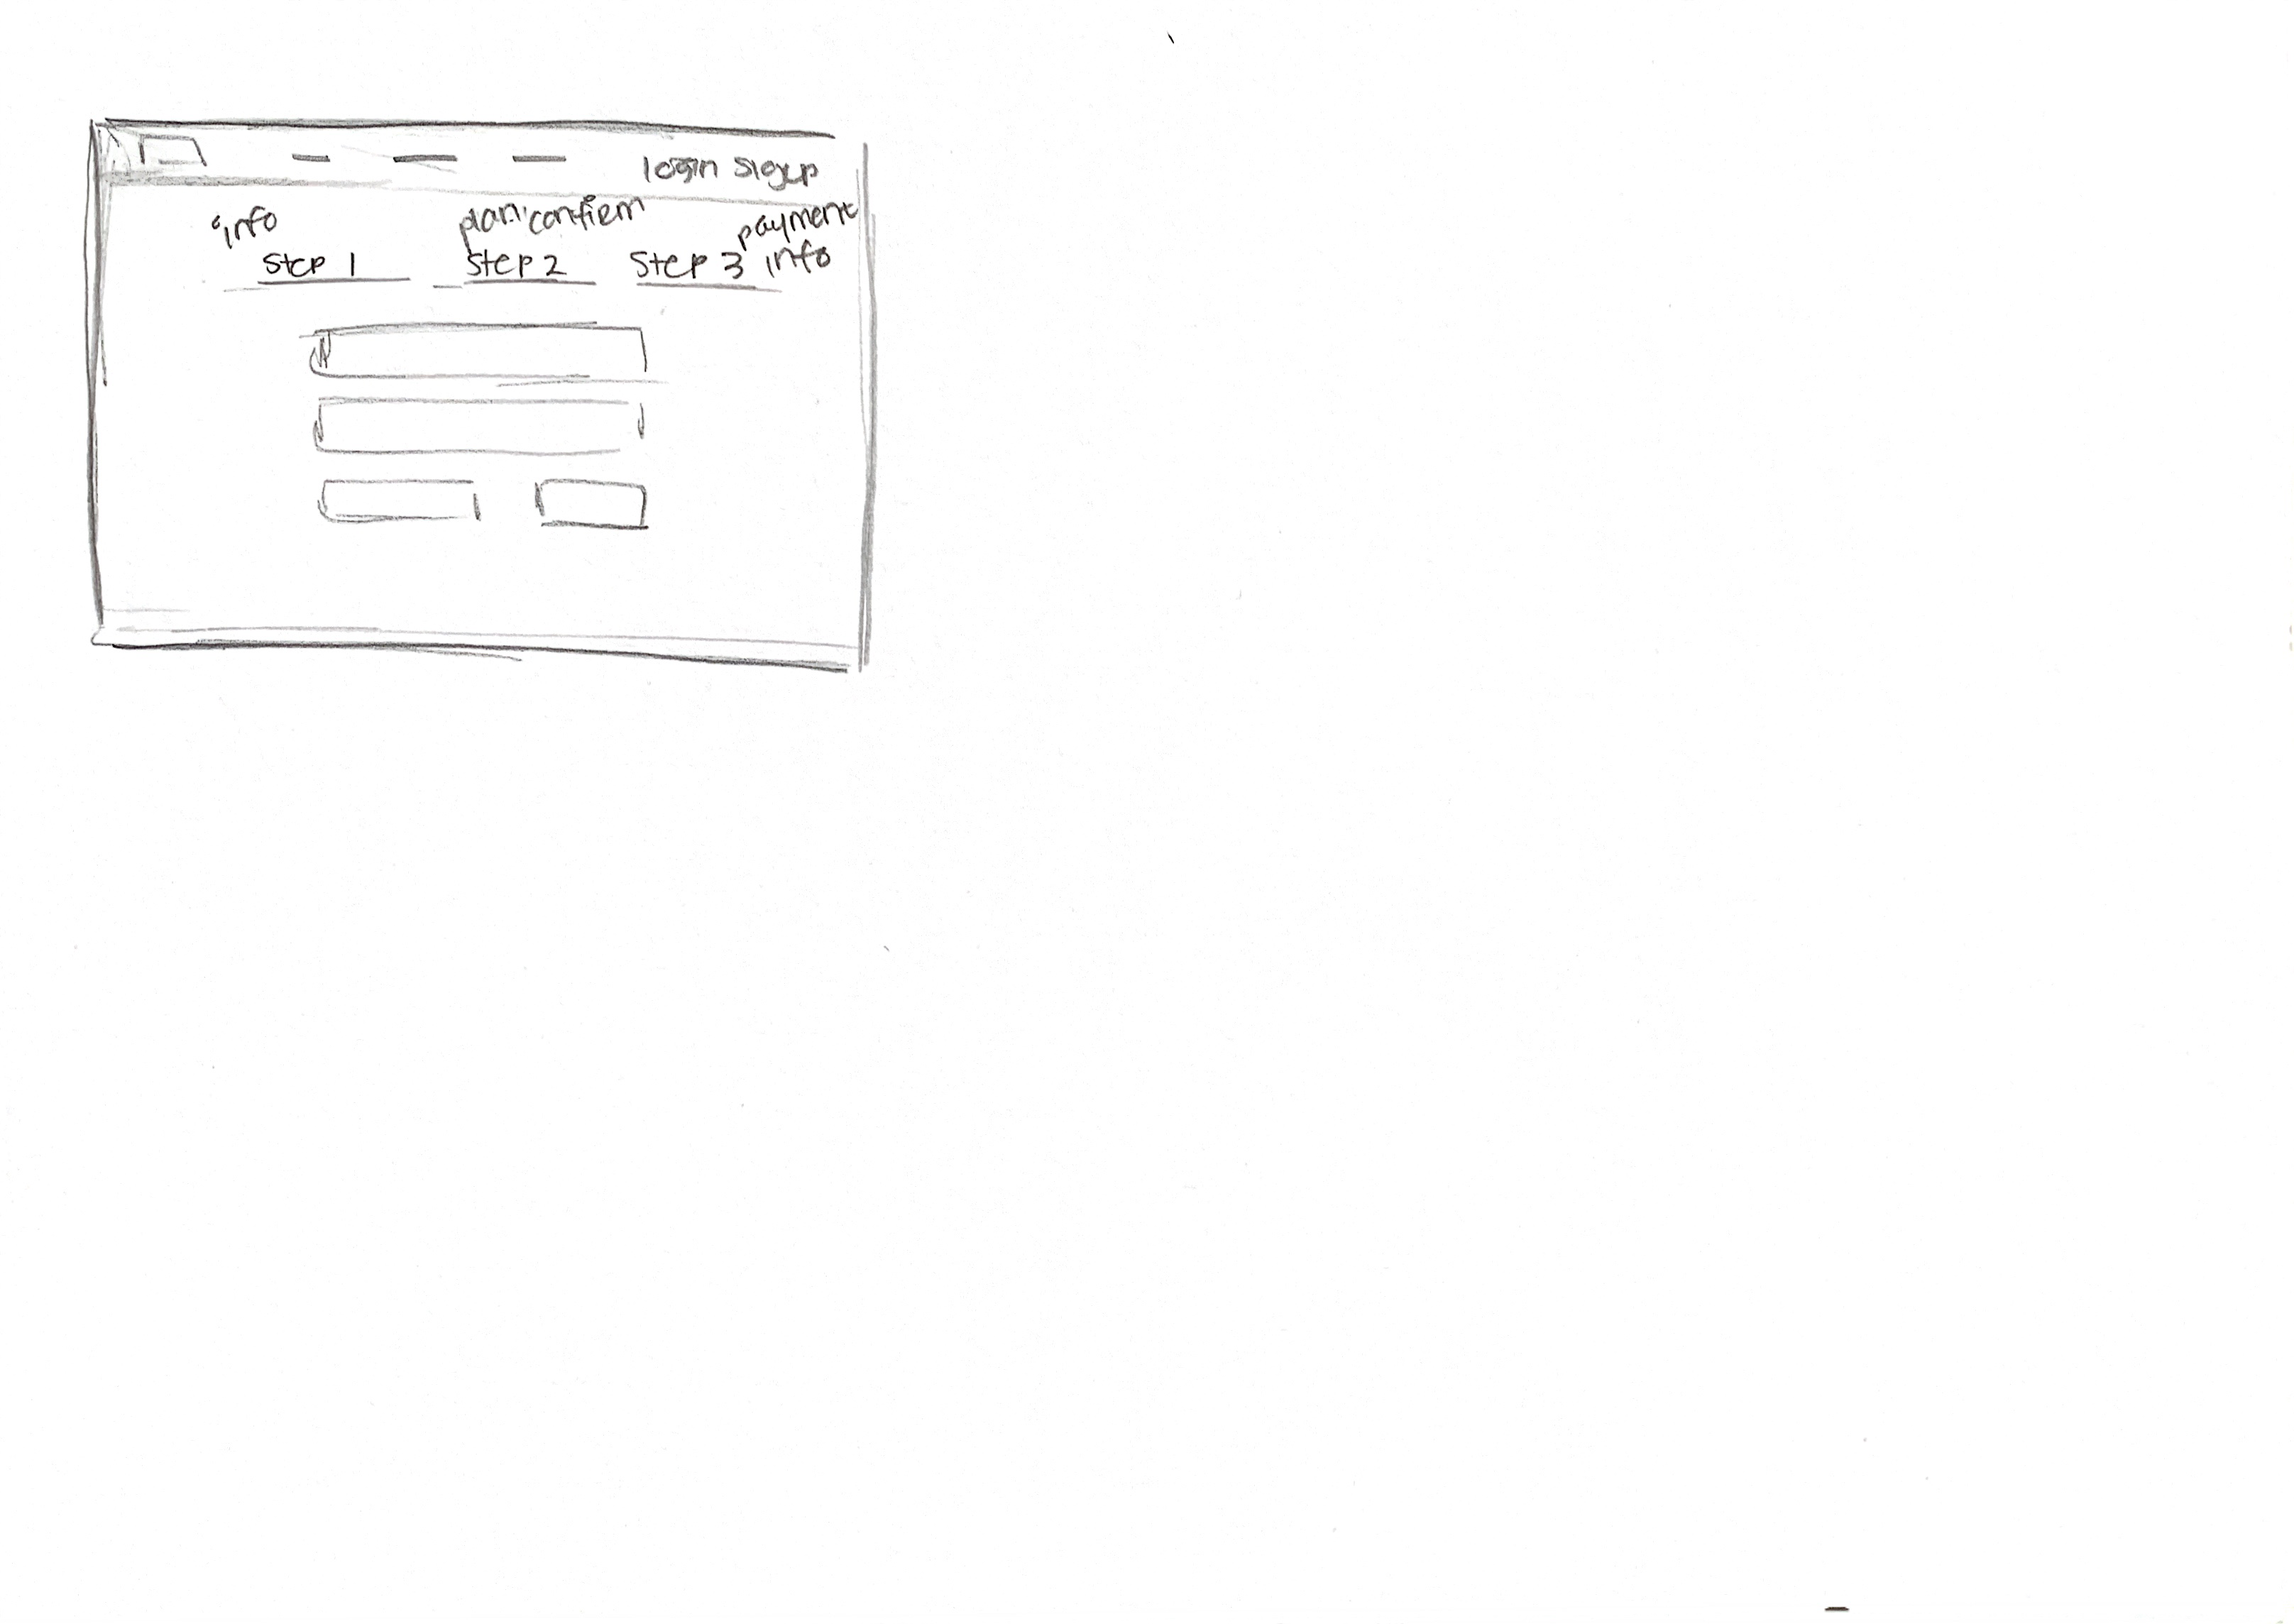 login signup
info
plan confirm
payment
Step 1
Step 2
Step 3 info